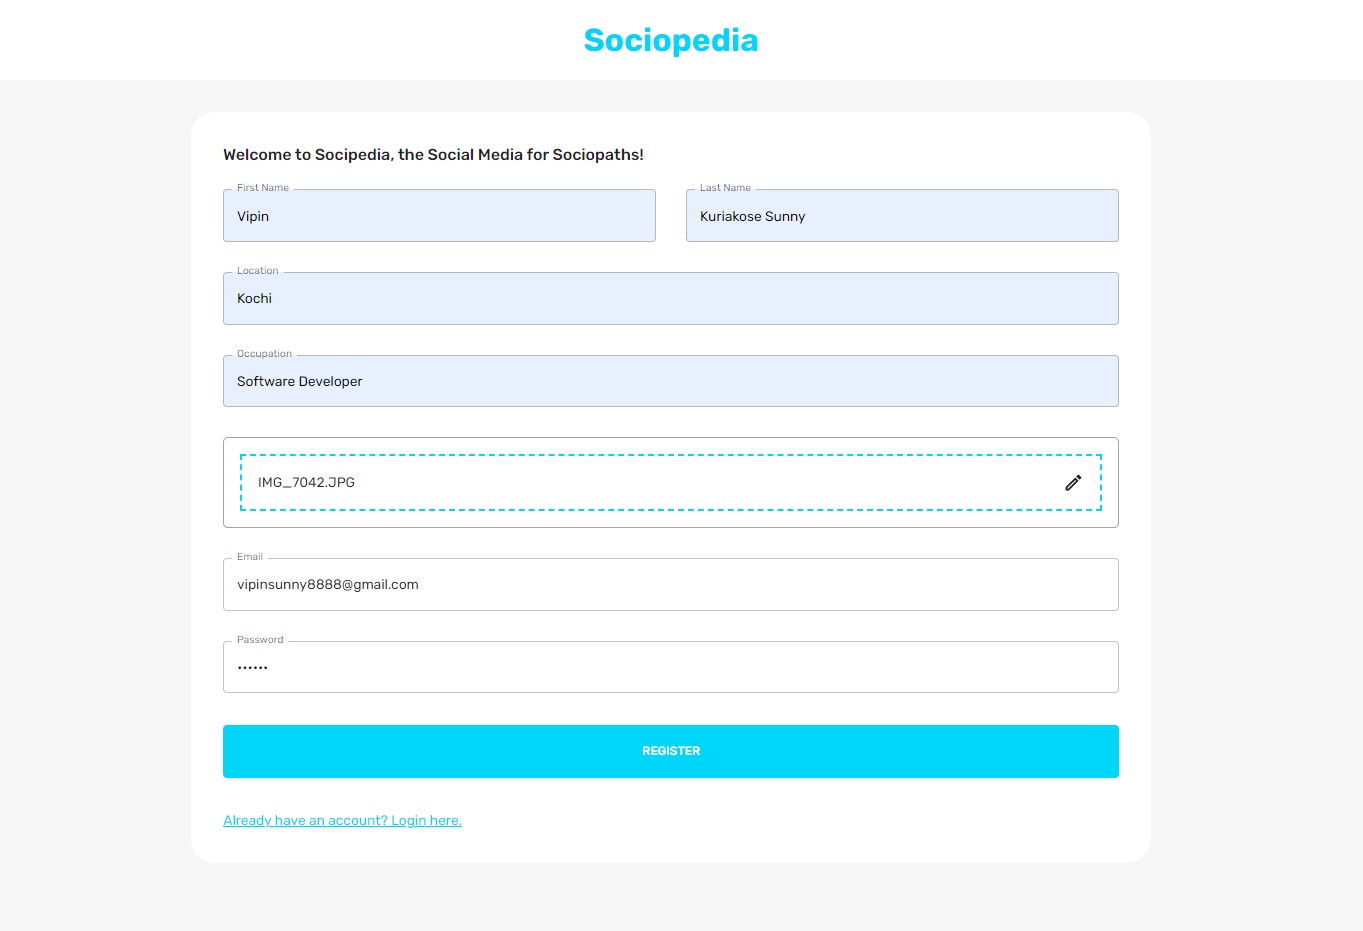 Sociopedia
Welcome to Socipedia, the Social Media for Sociopaths!
First Name
Vipin
Last Name
Kuriakose Sunny
Location
Kochi
Occupation
Software Developer
IMG_7042.JPG
Email
vipinsunny8888@gmail.com
Password
••••••
REGISTER
Already have an account? Login here.